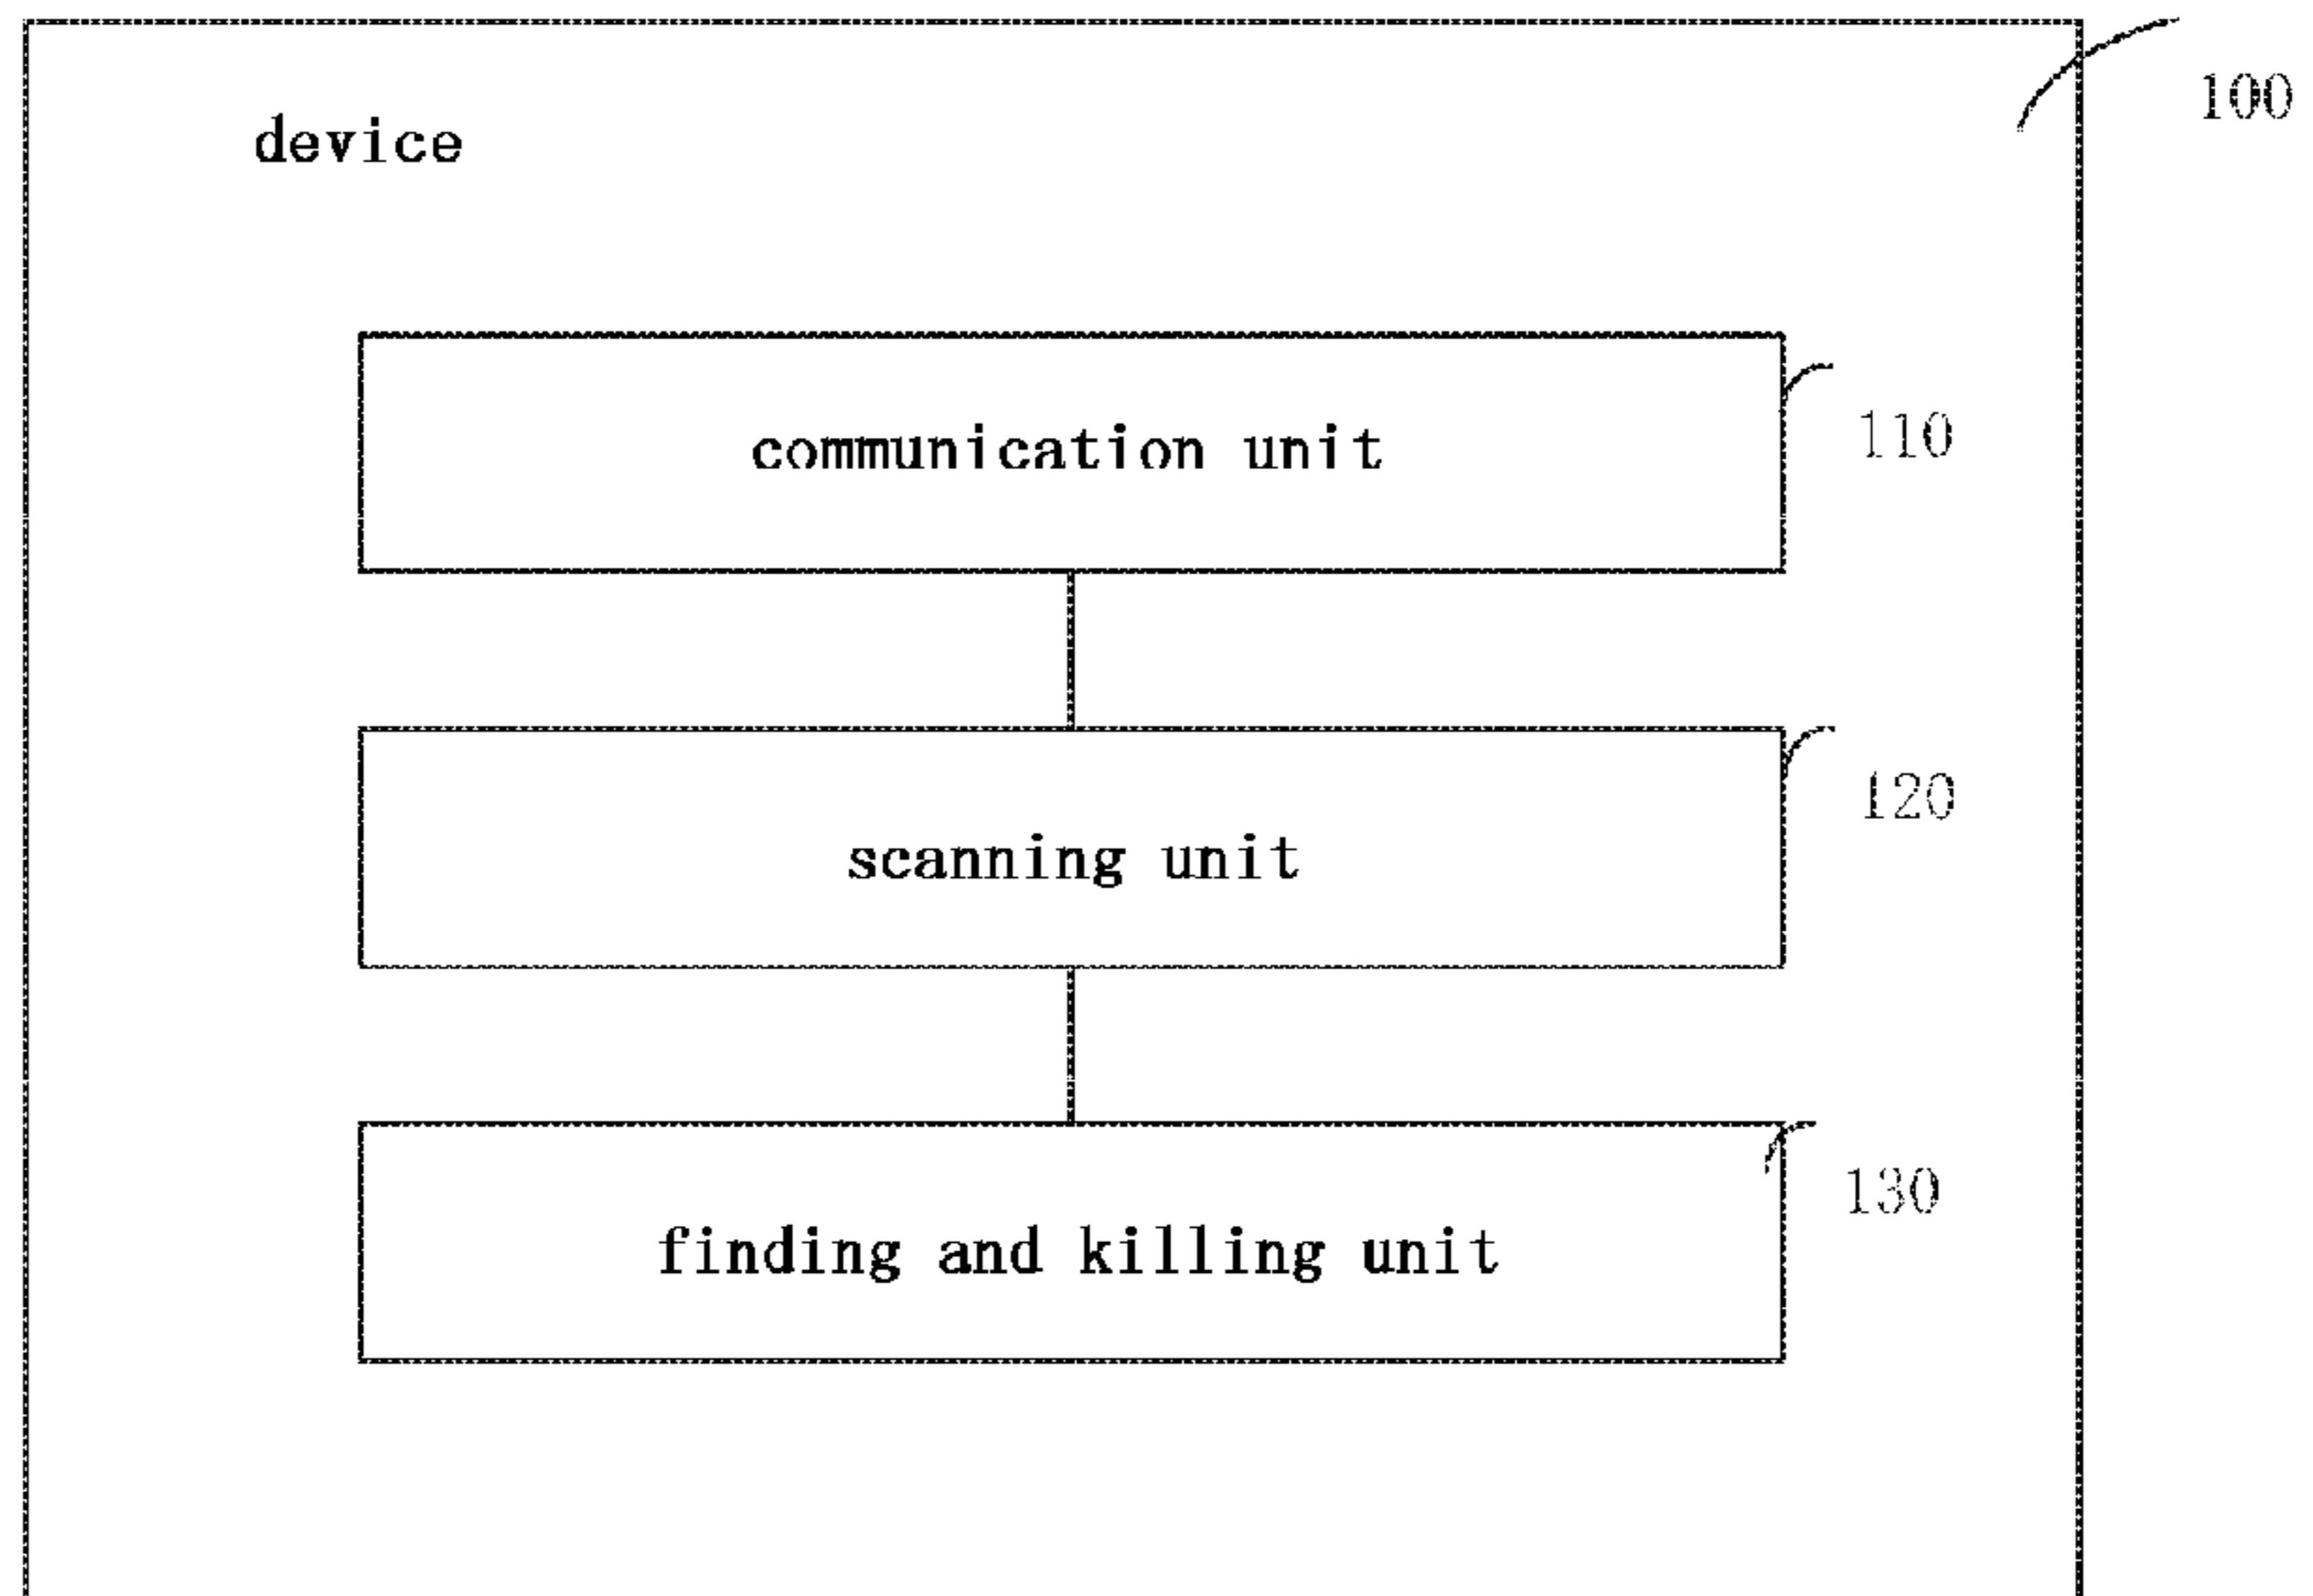 device
100
communication unit
110
120
scanning unit
130
finding and killing unit